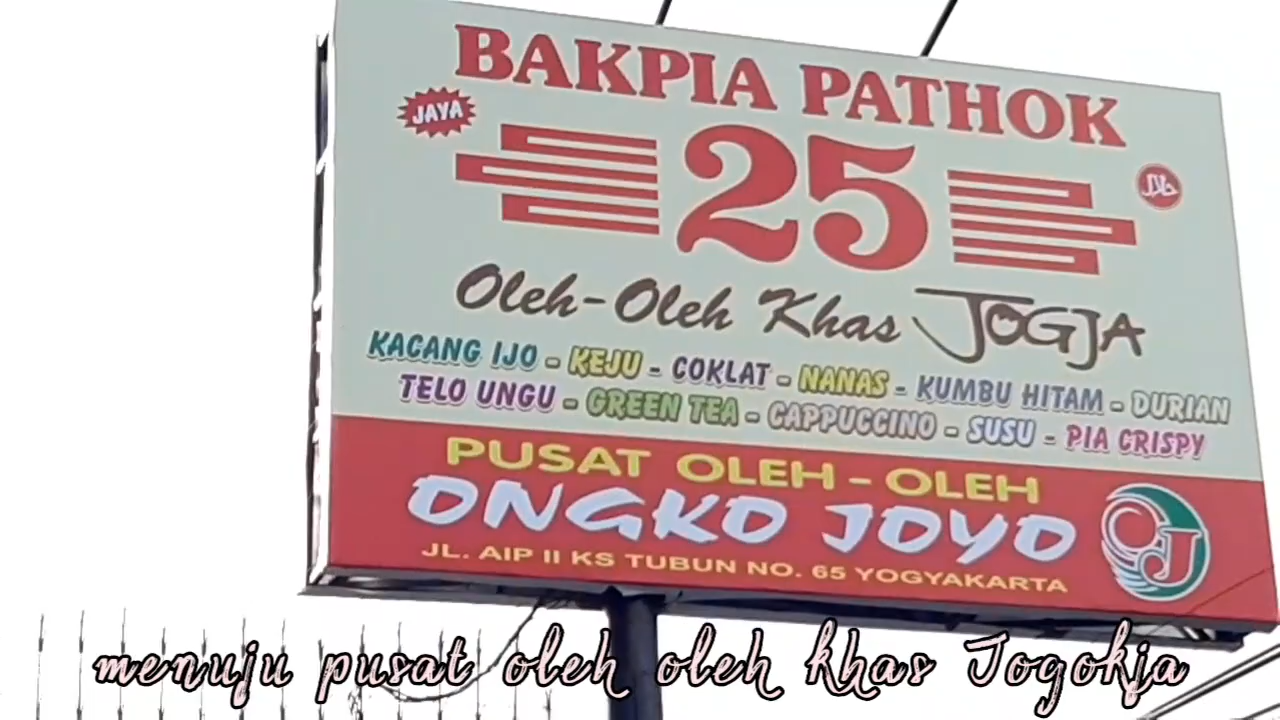 BAKPIA PATHOK
JAYA
25
Oleh-Oleh Khas JOGJA
KACANG IJO - KEJU - COKLAT - NANAS - KUMBU HITAM - DURIAN
TELO UNGU - GREEN TEA - CAPPUCCINO - SUSU - PIA CRISPY
PUSAT OLEH - OLEH
ONGKO JOYO
OJ
JL. AIP II KS TUBUN NO. 65 YOGYAKARTA
menuju pusat oleh oleh khas Jogokja